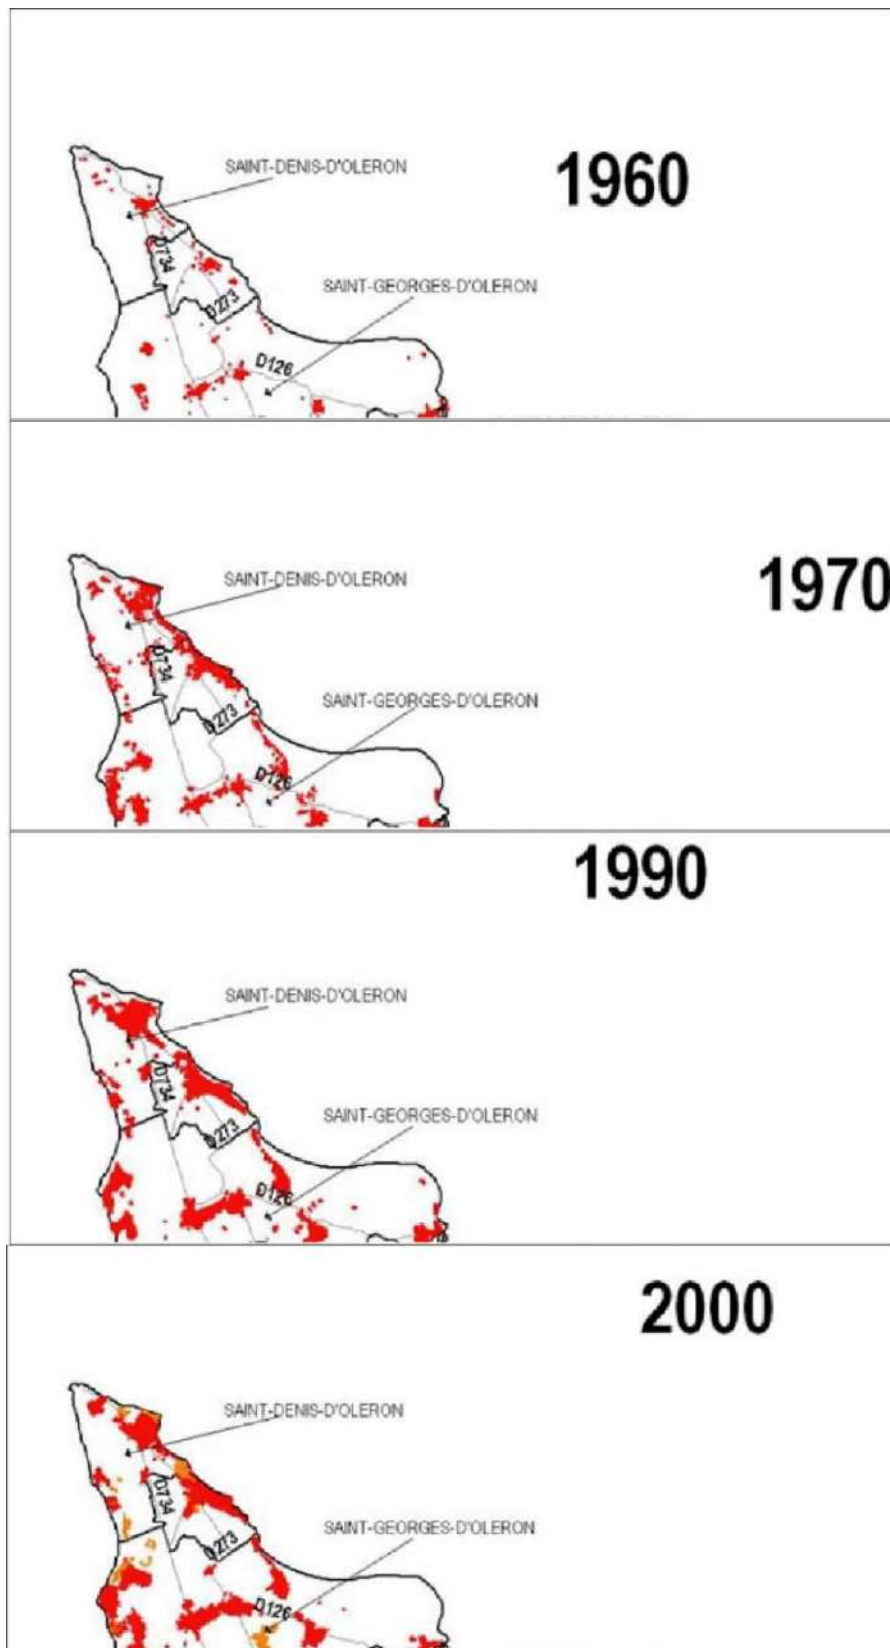 1960
SAINT-DENIS-D'OLERON
D734
SAINT-GEORGES-D'OLERON
D273
D126
1970
SAINT-DENIS-D'OLERON
D734
SAINT-GEORGES-D'OLERON
D273
D126
1990
SAINT-DENIS-D'OLERON
D734
SAINT-GEORGES-D'OLERON
D273
D126
2000
SAINT-DENIS-D'OLERON
D734
SAINT-GEORGES-D'OLERON
D273
D126